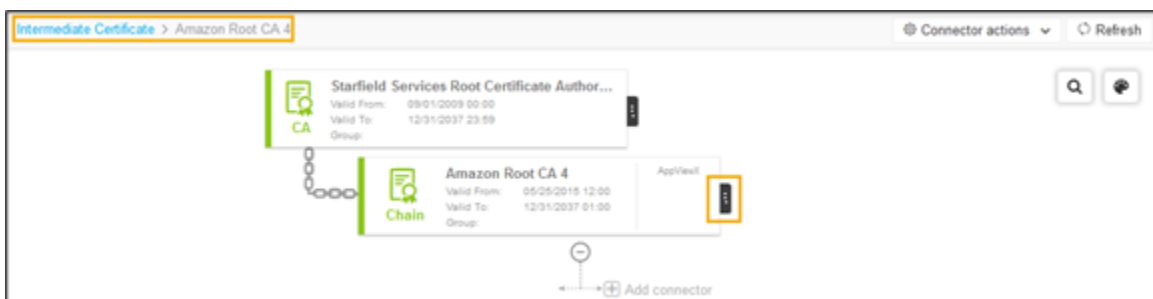 Intermediate Certificate > Amazon Root CA 4
Connector actions
Refresh
Starfield Services Root Certificate Author...
Valid From: 09/01/2009 00:00
Valid To: 12/31/2037 23:59
Group:
CA
Amazon Root CA 4
AppViewX
Valid From: 05/25/2015 12:00
Valid To: 12/31/2037 01:00
Group:
Chain
Add connector